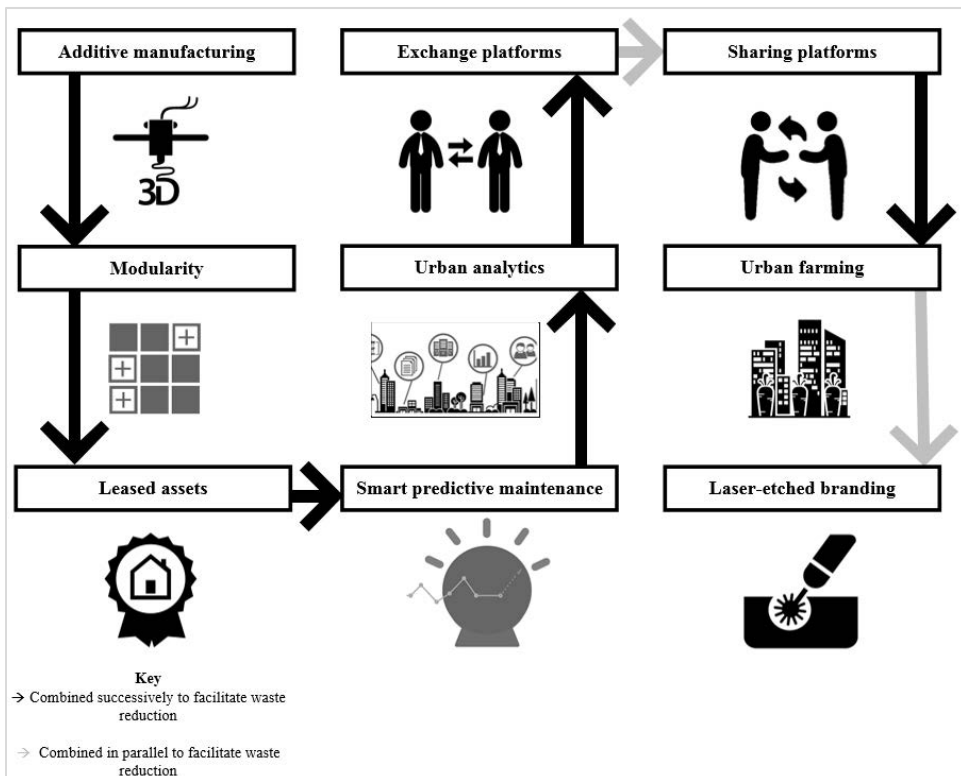 Additive manufacturing
Exchange platforms
Sharing platforms
3D
Modularity
Urban analytics
Urban farming
Leased assets
Smart predictive maintenance
Laser-etched branding
Key
→ Combined successively to facilitate waste
reduction
→ Combined in parallel to facilitate waste
reduction